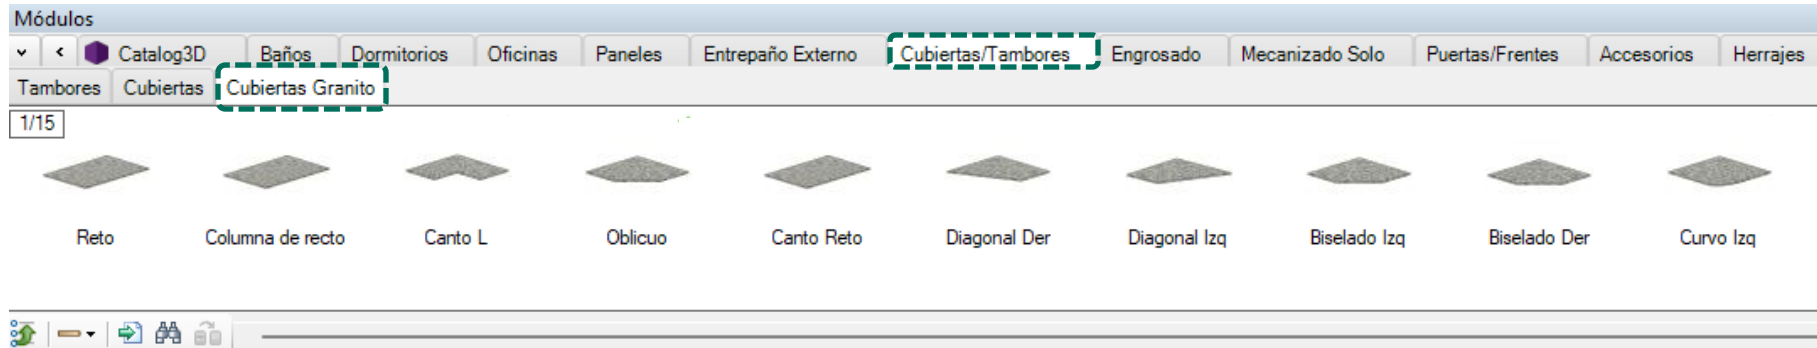 Módulos
Catalog3D Baños Dormitorios Oficinas Paneles Entrepaño Externo Cubiertas/Tambores Engrosado Mecanizado Solo Puertas/Frentes Accesorios Herrajes
Tambores Cubiertas Cubiertas Granito
1/15
Reto Columna de recto Canto L Oblicuo Canto Reto Diagonal Der Diagonal Izq Biselado Izq Biselado Der Curvo Izq